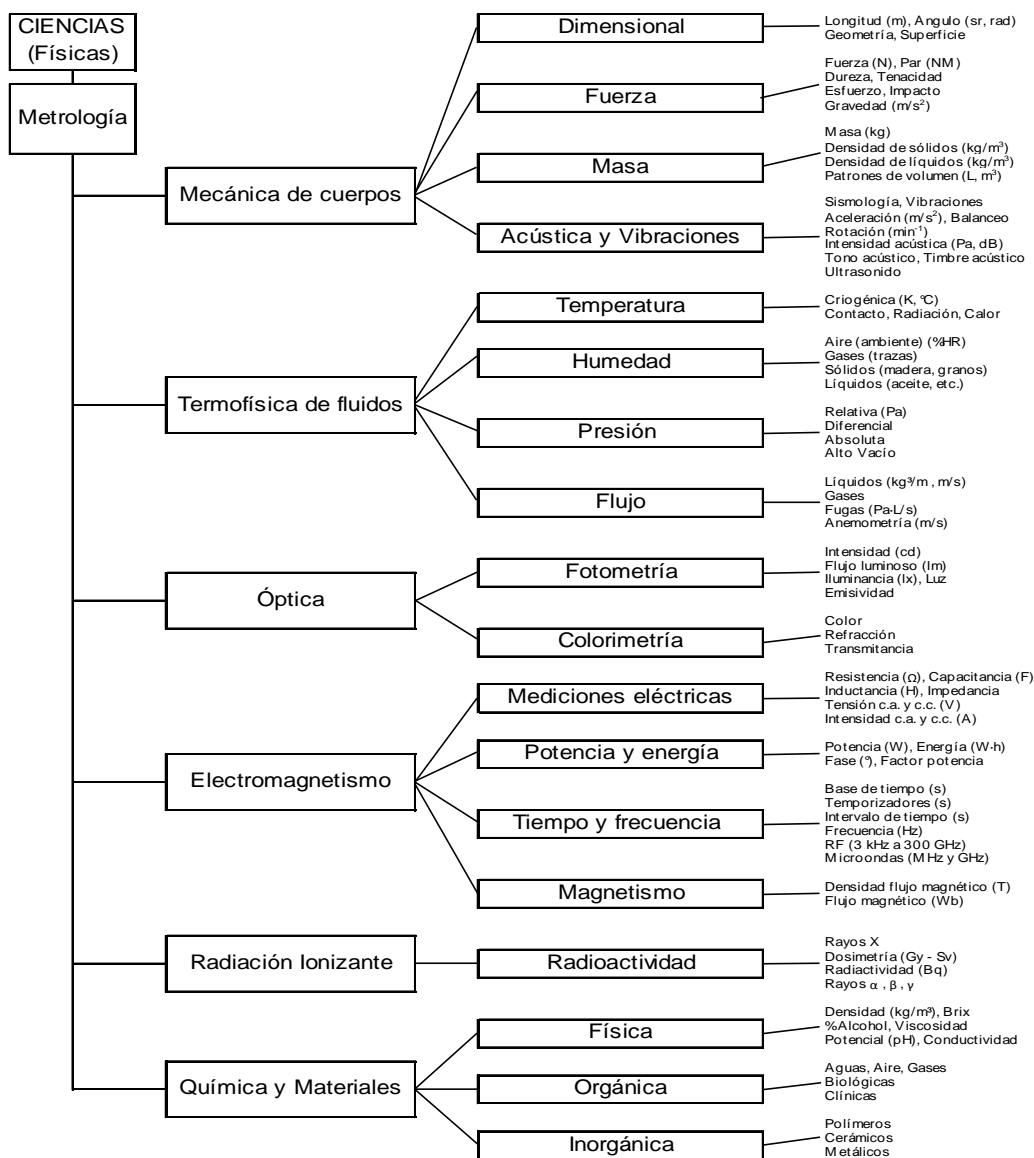 CIENCIAS
(Físicas)
Metrología
Mecánica de cuerpos
Dimensional
Longitud (m), Angulo (sr, rad)
Geometría, Superficie
Fuerza
Fuerza (N), Par (NM)
Dureza, Tenacidad
Esfuerzo, Impacto
Gravedad (m/s²)
Masa
Masa (kg)
Densidad de sólidos (kg/m³)
Densidad de líquidos (kg/m³)
Patrones de volumen (L, m³)
Acústica y Vibraciones
Sismología, Vibraciones
Aceleración (m/s²), Balanceo
Rotación (min⁻¹)
Intensidad acústica (Pa, dB)
Tono acústico, Timbre acústico
Ultrasonido
Termofísica de fluidos
Temperatura
Criogénica (K, ºC)
Contacto, Radiación, Calor
Humedad
Aire (ambiente) (%HR)
Gases (trazas)
Sólidos (madera, granos)
Líquidos (aceite, etc.)
Presión
Relativa (Pa)
Diferencial
Absoluta
Alto Vacío
Flujo
Líquidos (kg³/m , m/s)
Gases
Fugas (Pa·L/s)
Anemometría (m/s)
Óptica
Fotometría
Intensidad (cd)
Flujo luminoso (lm)
Iluminancia (lx), Luz
Emisividad
Colorimetría
Color
Refracción
Transmitancia
Electromagnetismo
Mediciones eléctricas
Resistencia (Ω), Capacitancia (F)
Inductancia (H), Impedancia
Tensión c.a. y c.c. (V)
Intensidad c.a. y c.c. (A)
Potencia y energía
Potencia (W), Energía (W·h)
Fase (º), Factor potencia
Tiempo y frecuencia
Base de tiempo (s)
Temporizadores (s)
Intervalo de tiempo (s)
Frecuencia (Hz)
RF (3 kHz a 300 GHz)
Microondas (MHz y GHz)
Magnetismo
Densidad flujo magnético (T)
Flujo magnético (Wb)
Radiación Ionizante
Radioactividad
Rayos X
Dosimetría (Gy - Sv)
Radiactividad (Bq)
Rayos α , β , γ
Química y Materiales
Física
Densidad (kg/m³), Brix
%Alcohol, Viscosidad
Potencial (pH), Conductividad
Orgánica
Aguas, Aire, Gases
Biológicas
Clínicas
Inorgánica
Polímeros
Cerámicos
Metálicos